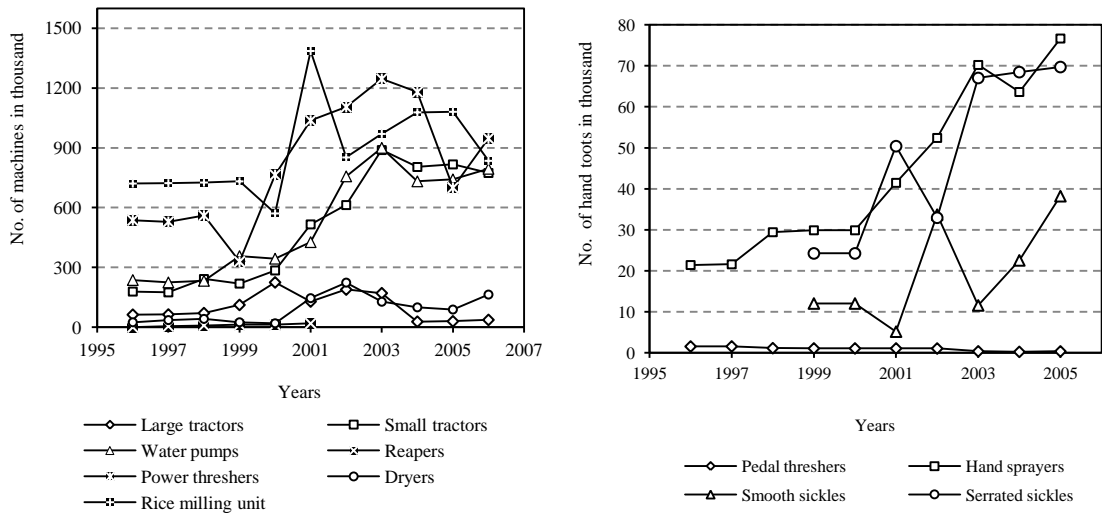 No. of machines in thousand
1500
1200
900
600
300
0
1995 1997 1999 2001 2003 2005 2007
Years
Large tractors Small tractors
Water pumps Reapers
Power threshers Dryers
Rice milling unit
No. of hand toots in thousand
80
70
60
50
40
30
20
10
0
1995 1997 1999 2001 2003 2005
Years
Pedal threshers Hand sprayers
Smooth sickles Serrated sickles